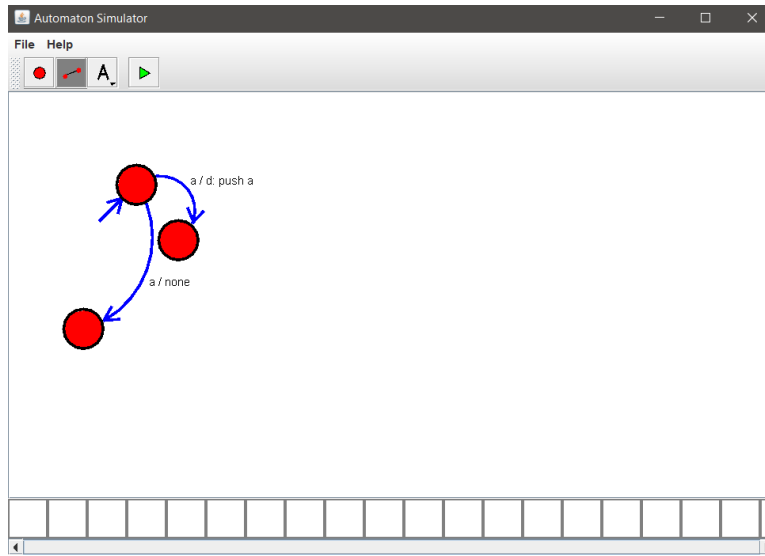 Automaton Simulator
File Help
A
a / d: push a
a / none